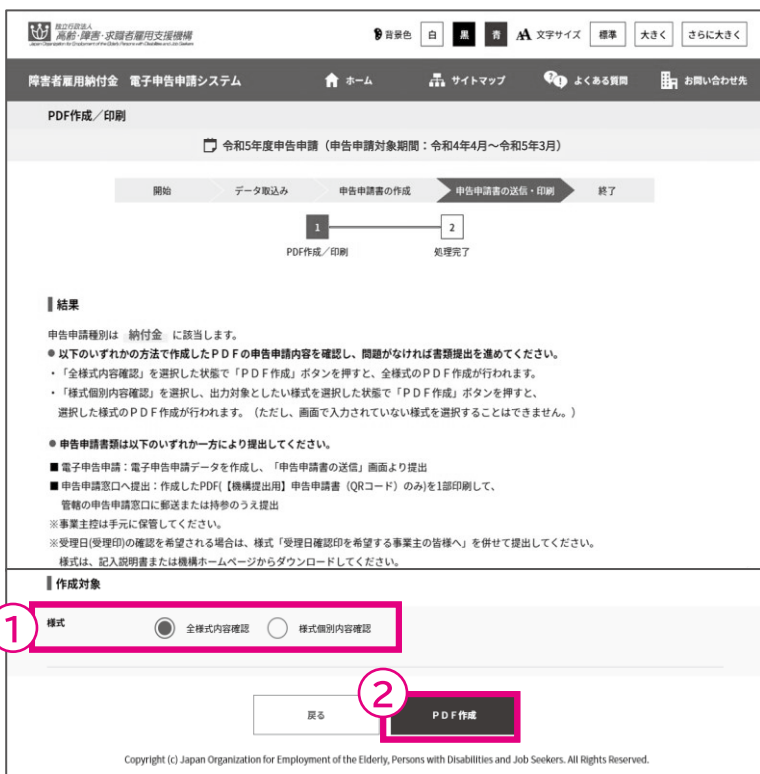 独立行政法人
高齢・障害・求職者雇用支援機構
Japan Organization for Employment of the Elderly, Persons with Disabilities and Job Seekers
背景色 白 黒 青 AA 文字サイズ 標準 大きく さらに大きく
障害者雇用納付金 電子申告申請システム ホーム サイトマップ よくある質問 お問い合わせ先
PDF作成／印刷
令和5年度申告申請（申告申請対象期間：令和4年4月～令和5年3月）
開始 データ取込み 申告申請書の作成 申告申請書の送信・印刷 終了
1 2
PDF作成／印刷 処理完了
結果
申告申請種別は 納付金 に該当します。
● 以下のいずれかの方法で作成したＰＤＦの申告申請内容を確認し、問題がなければ書類提出を進めてください。
・「全様式内容確認」を選択した状態で「ＰＤＦ作成」ボタンを押すと、全様式のＰＤＦ作成が行われます。
・「様式個別内容確認」を選択し、出力対象としたい様式を選択した状態で「ＰＤＦ作成」ボタンを押すと、
選択した様式のＰＤＦ作成が行われます。（ただし、画面で入力されていない様式を選択することはできません。）
● 申告申請書類は以下のいずれか一方により提出してください。
■ 電子申告申請：電子申告申請データを作成し、「申告申請書の送信」画面より提出
■ 申告申請窓口へ提出：作成したPDF(【機構提出用】申告申請書（QRコード）のみ)を1部印刷して、
管轄の申告申請窓口に郵送または持参のうえ提出
※事業主控は手元に保管してください。
※受理日(受理印)の確認を希望される場合は、様式「受理日確認印を希望する事業主の皆様へ」を併せて提出してください。
様式は、記入説明書または機構ホームページからダウンロードしてください。
作成対象
1
様式 全様式内容確認 様式個別内容確認
2
戻る ＰＤＦ作成
Copyright (c) Japan Organization for Employment of the Elderly, Persons with Disabilities and Job Seekers. All Rights Reserved.